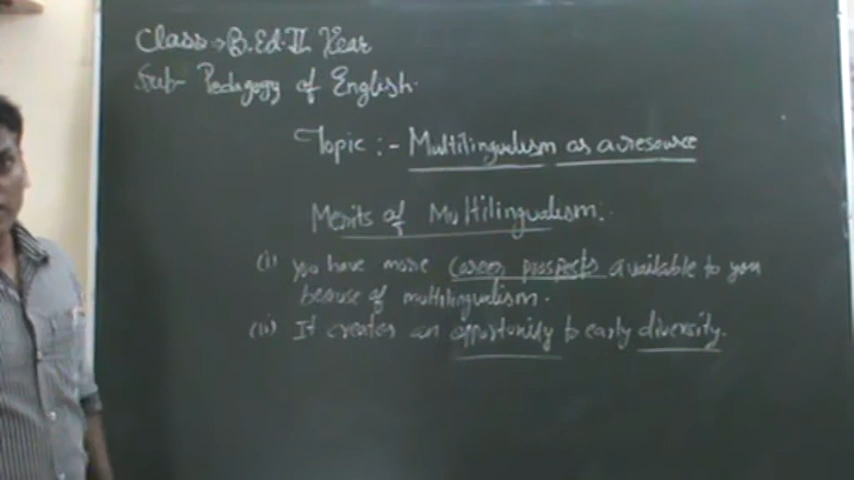 Class → B.Ed. II Year
Sub- Pedagogy of English.
Topic :- Multilingualism as a resource
Merits of Multilingualism:
(i) you have more career prospects available to you
because of multilingualism.
(ii) It creates an opportunity to early diversity.